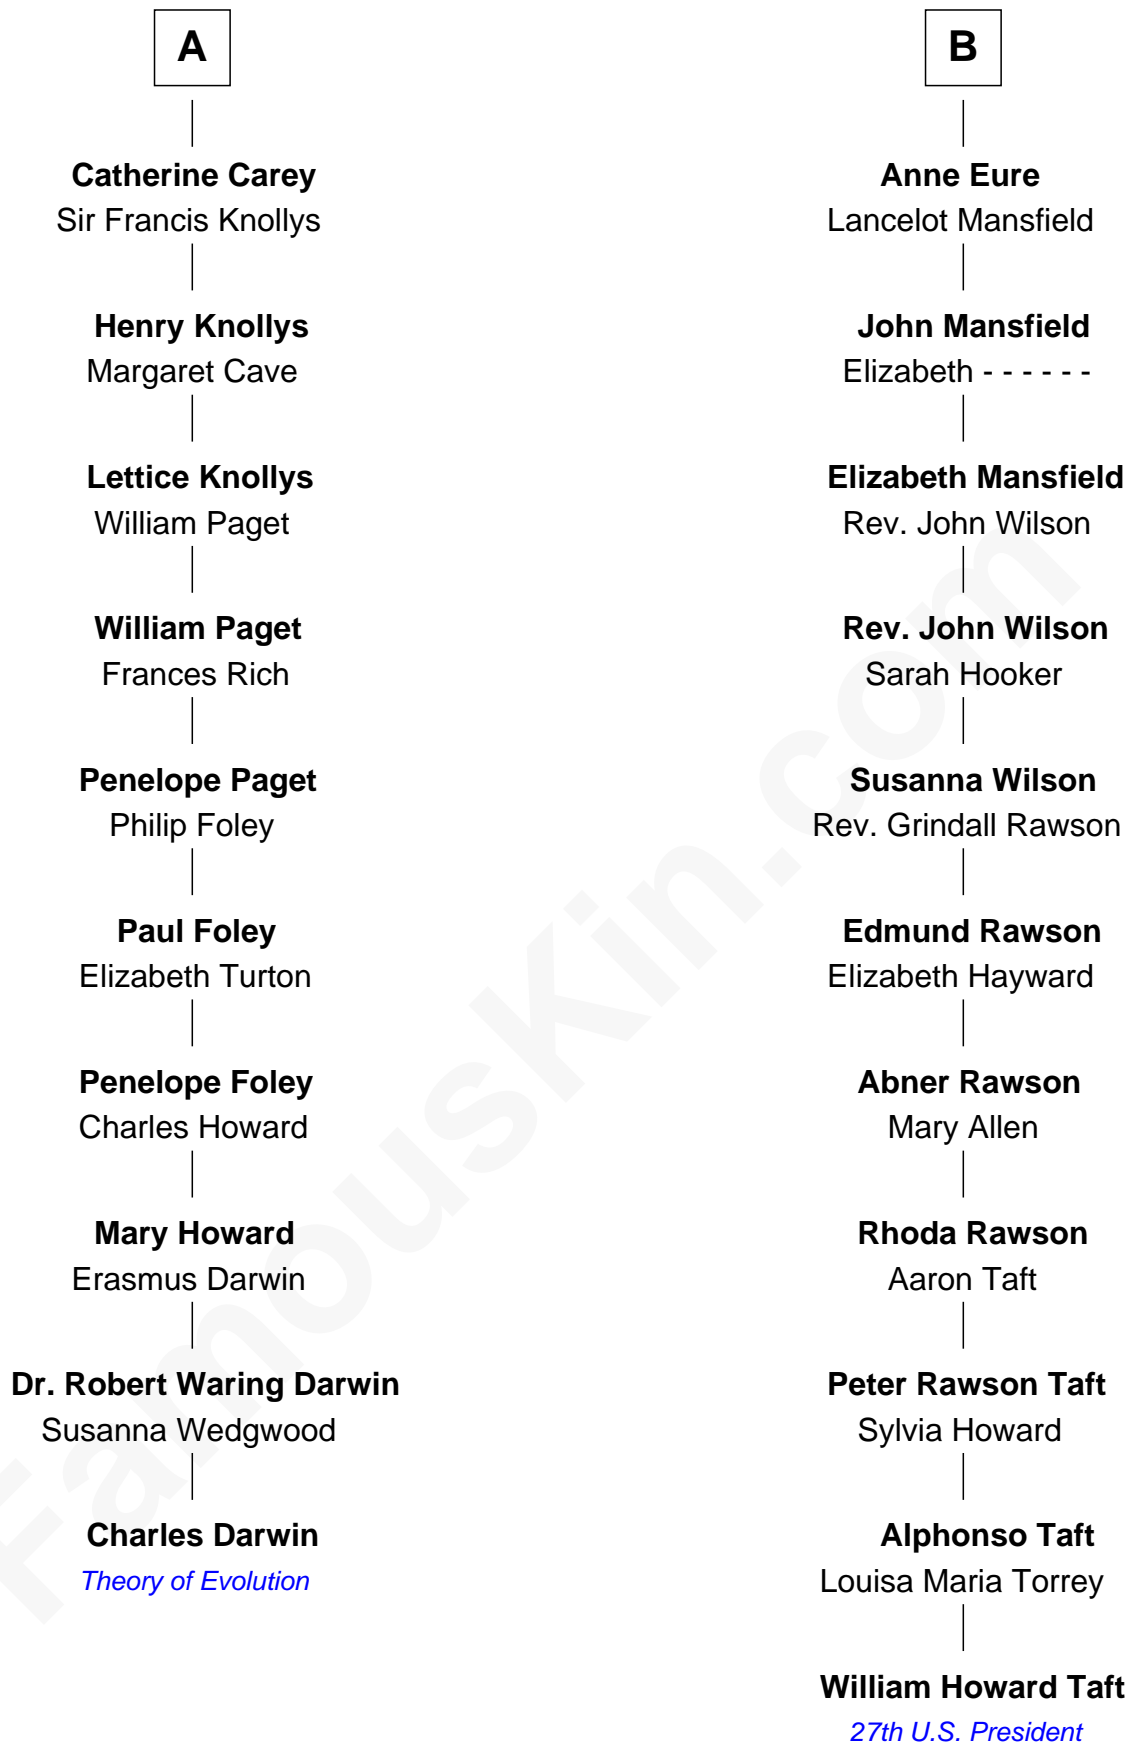 A
Catherine Carey
Sir Francis Knollys
Henry Knollys
Margaret Cave
Lettice Knollys
William Paget
William Paget
Frances Rich
Penelope Paget
Philip Foley
Paul Foley
Elizabeth Turton
Penelope Foley
Charles Howard
Mary Howard
Erasmus Darwin
Dr. Robert Waring Darwin
Susanna Wedgwood
Charles Darwin
Theory of Evolution
B
Anne Eure
Lancelot Mansfield
John Mansfield
Elizabeth - - - - - -
Elizabeth Mansfield
Rev. John Wilson
Rev. John Wilson
Sarah Hooker
Susanna Wilson
Rev. Grindall Rawson
Edmund Rawson
Elizabeth Hayward
Abner Rawson
Mary Allen
Rhoda Rawson
Aaron Taft
Peter Rawson Taft
Sylvia Howard
Alphonso Taft
Louisa Maria Torrey
William Howard Taft
27th U.S. President
FamousKin.com